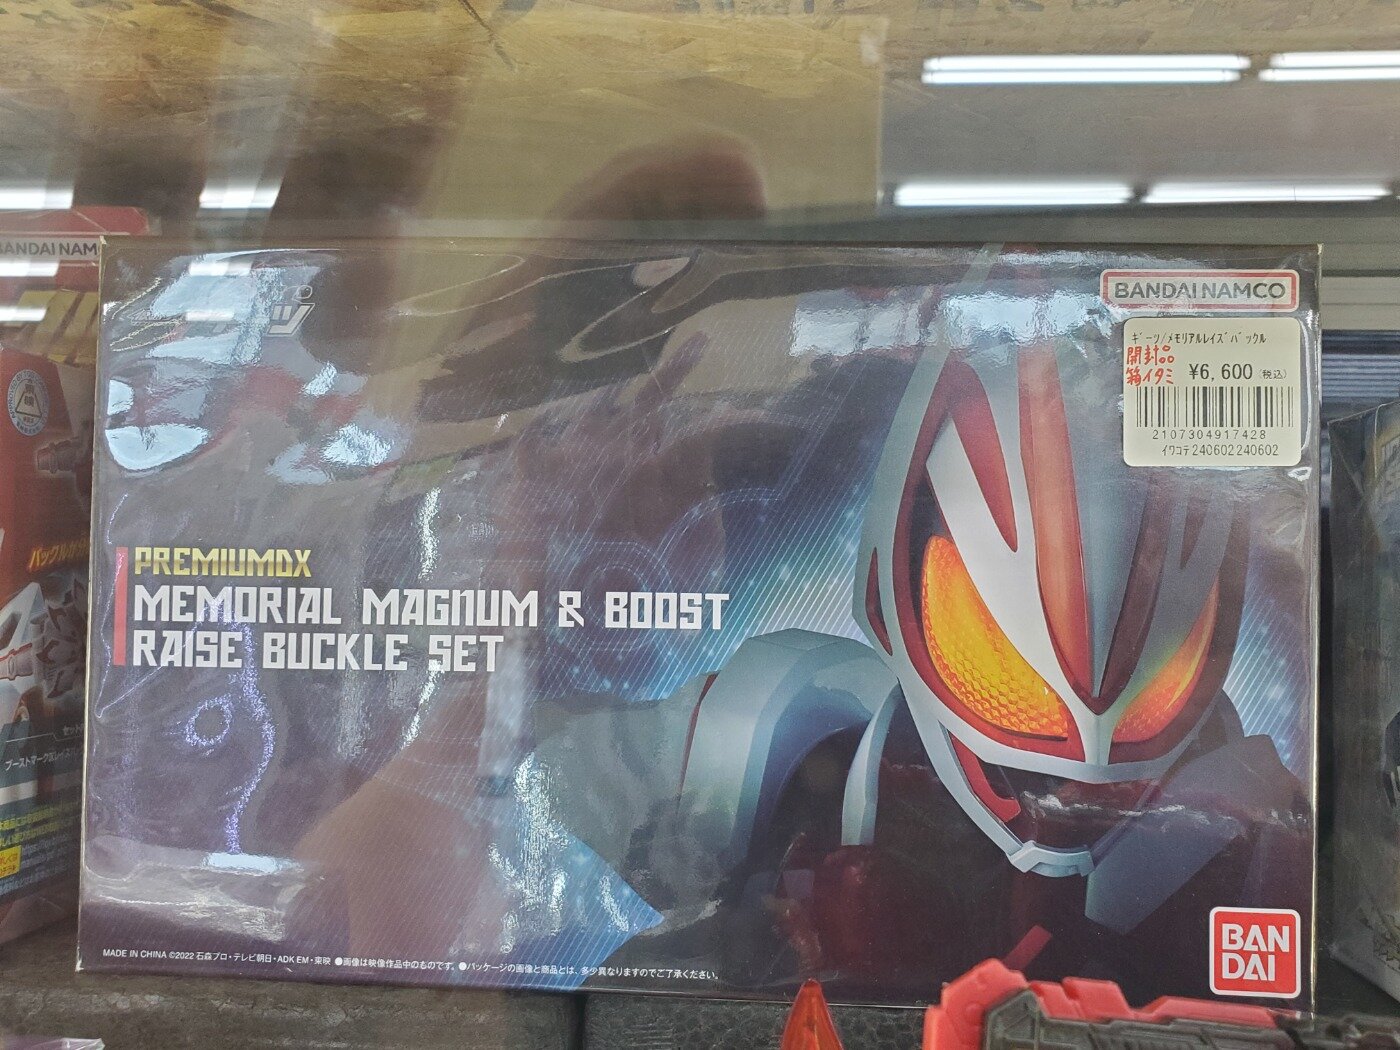 BANDAI NAM
BANDAI NAMCO
ギーツ/メモリアルレイズバックル
開封品
箱イタミ
¥6,600(税込)
2107304917428
イワコテ240602240602
PREMIUMDX
MEMORIAL MAGNUM & BOOST
RAISE BUCKLE SET
MADE IN CHINA ©2022 石森プロ・テレビ朝日・ADK EM・東映 ●画像は映像作品中のものです。 ●パッケージの画像と商品とは、多少異なりますのでご了承ください。
BAN
DAI